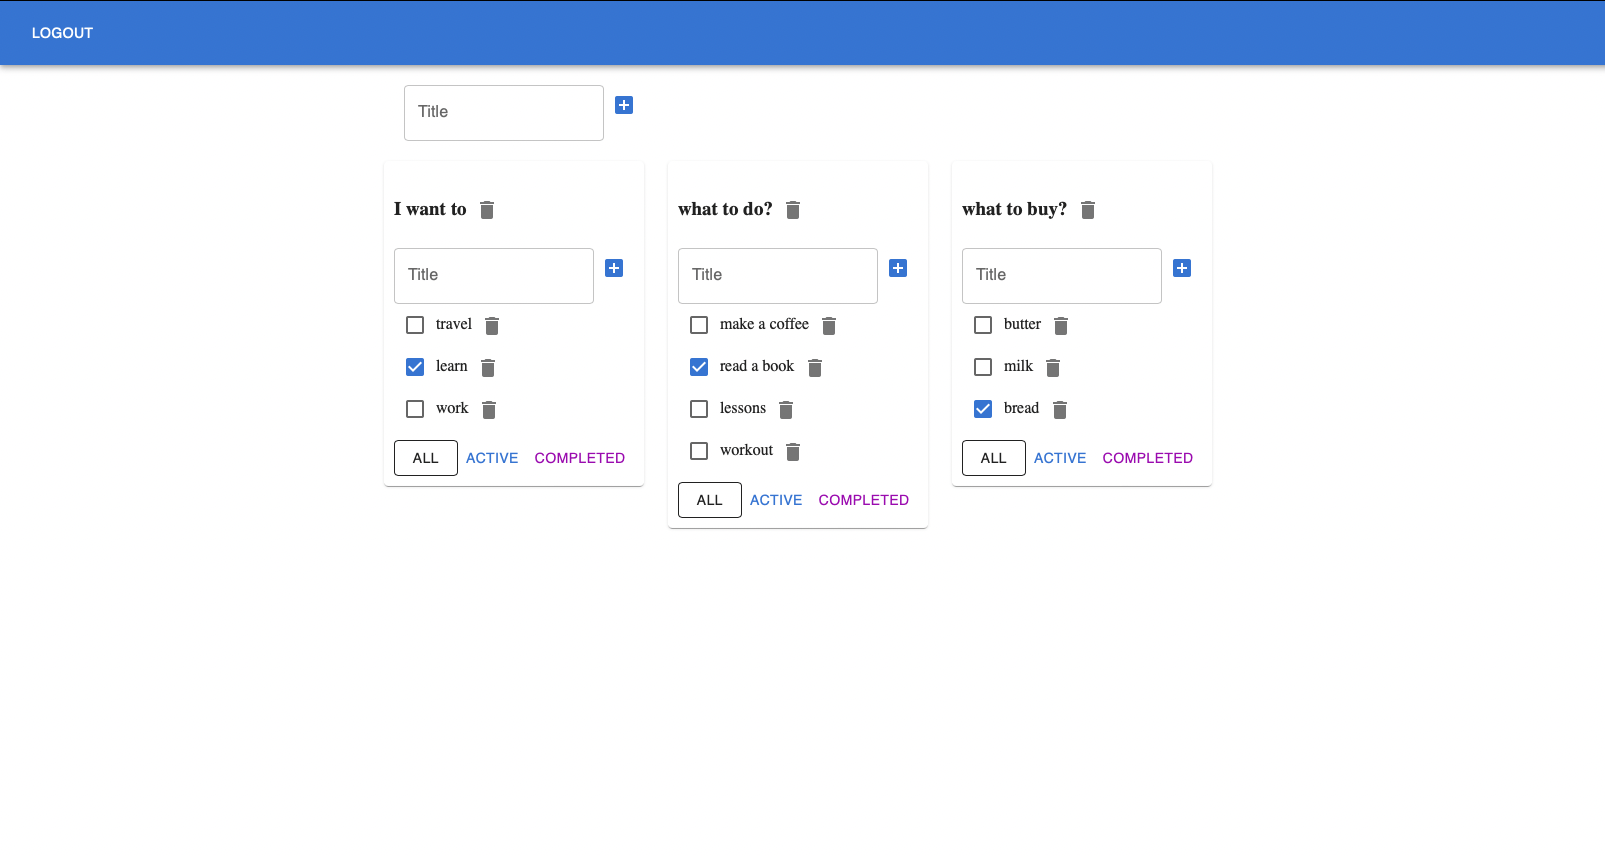 LOGOUT
Title
I want to
Title
travel
learn
work
ALL ACTIVE COMPLETED
what to do?
Title
make a coffee
read a book
lessons
workout
ALL ACTIVE COMPLETED
what to buy?
Title
butter
milk
bread
ALL ACTIVE COMPLETED